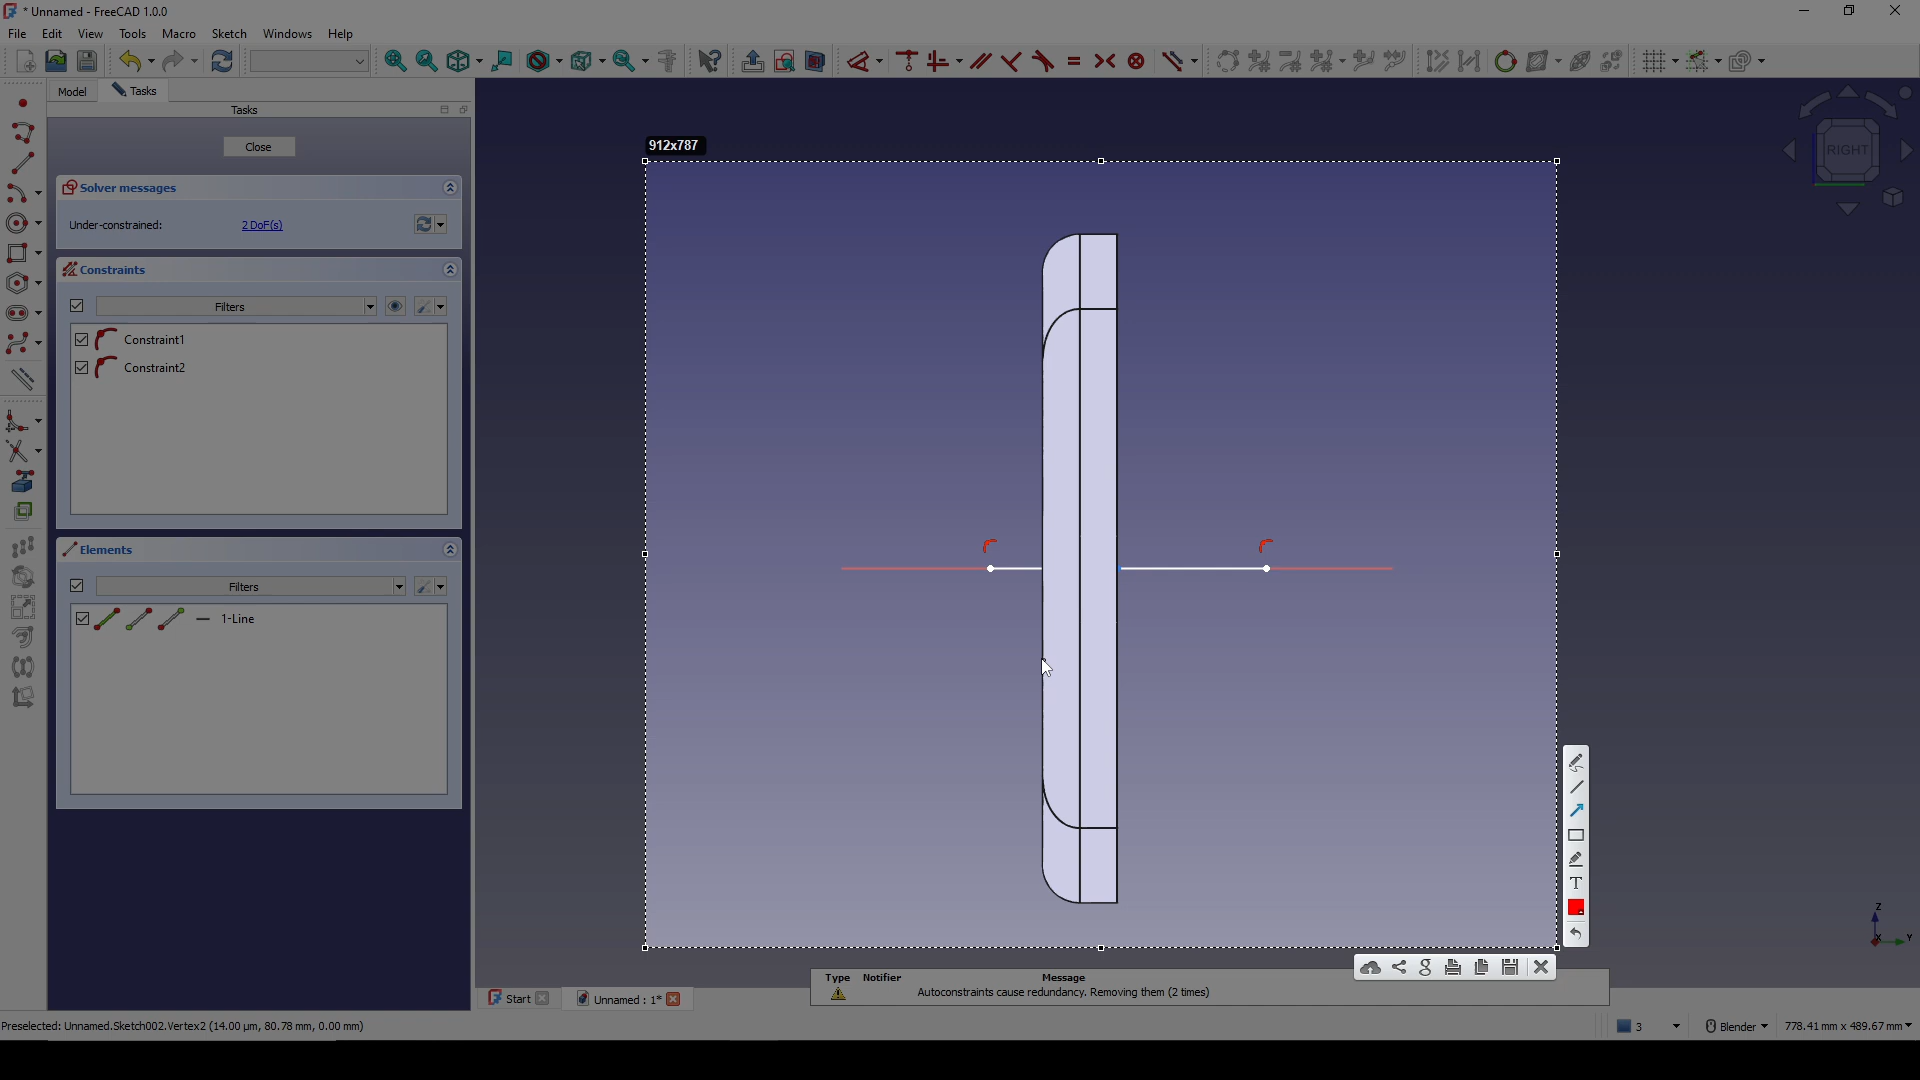 * Unnamed - FreeCAD 1.0.0
File Edit View Tools Macro Sketch Windows Help
Model Tasks
Tasks
Close
Solver messages
Under-constrained: 2 DoF(s)
Constraints
Filters
Constraint1
Constraint2
Elements
Filters
1-Line
912x787
RIGHT
T
g
Z
X Y
Type Notifier Message
Autoconstraints cause redundancy. Removing them (2 times)
Start Unnamed : 1*
Preselected: Unnamed.Sketch002.Vertex2 (14.00 µm, 80.78 mm, 0.00 mm)
3 Blender 778.41 mm x 489.67 mm